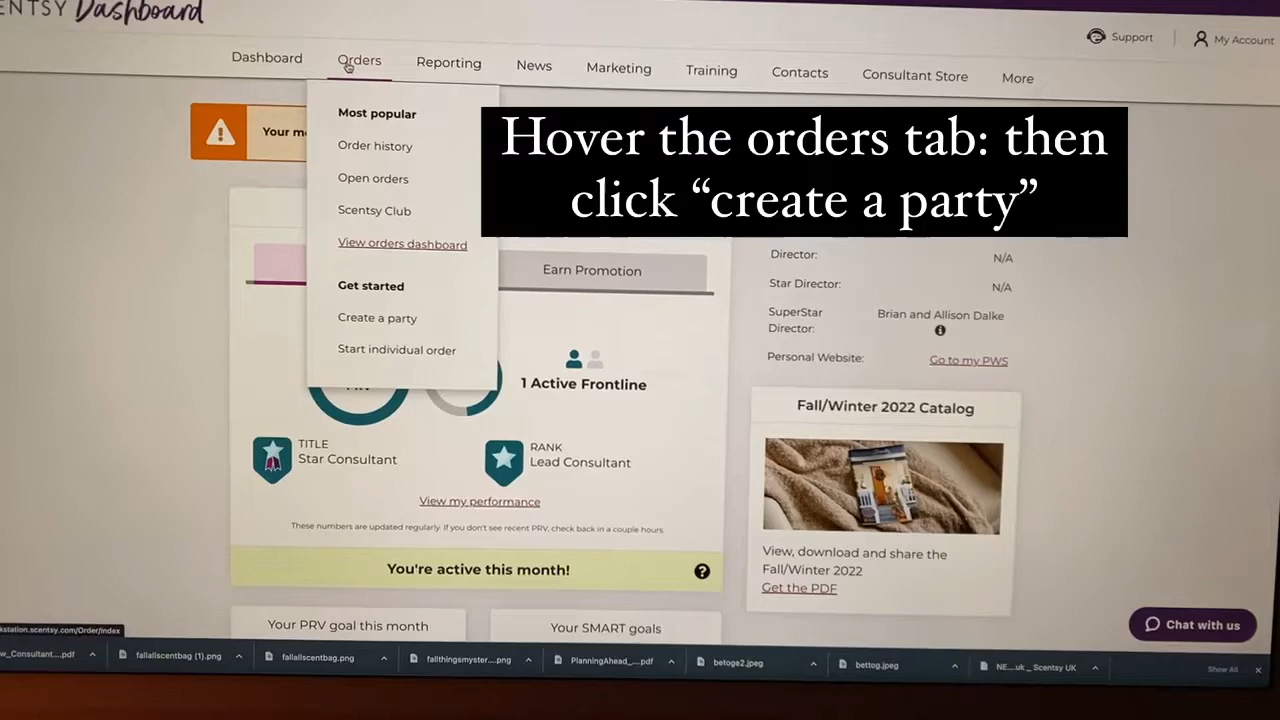 ENTSY Dashboard
Support
My Account
Dashboard
Orders
Reporting
News
Marketing
Training
Contacts
Consultant Store
More
Your m
Most popular
Order history
Open orders
Scentsy Club
View orders dashboard
Get started
Create a party
Start individual order
Hover the orders tab: then
click “create a party”
Earn Promotion
1 Active Frontline
TITLE
Star Consultant
RANK
Lead Consultant
View my performance
These numbers are updated regularly. If you don't see recent PRV, check back in a couple hours.
You're active this month!
Your PRV goal this month
Your SMART goals
Director:
N/A
Star Director:
N/A
SuperStar
Director:
Brian and Allison Dalke
Personal Website:
Go to my PWS
Fall/Winter 2022 Catalog
View, download and share the
Fall/Winter 2022
Get the PDF
Chat with us
kstation.scentsy.com/Order/index
w_Consultant....pdf
fallallscentbag (1).png
fallallscentbag.png
fallthingsmyster....png
PlanningAhead_....pdf
betoge2.jpeg
bettog.jpeg
NE....uk _ Scentsy UK
Show All